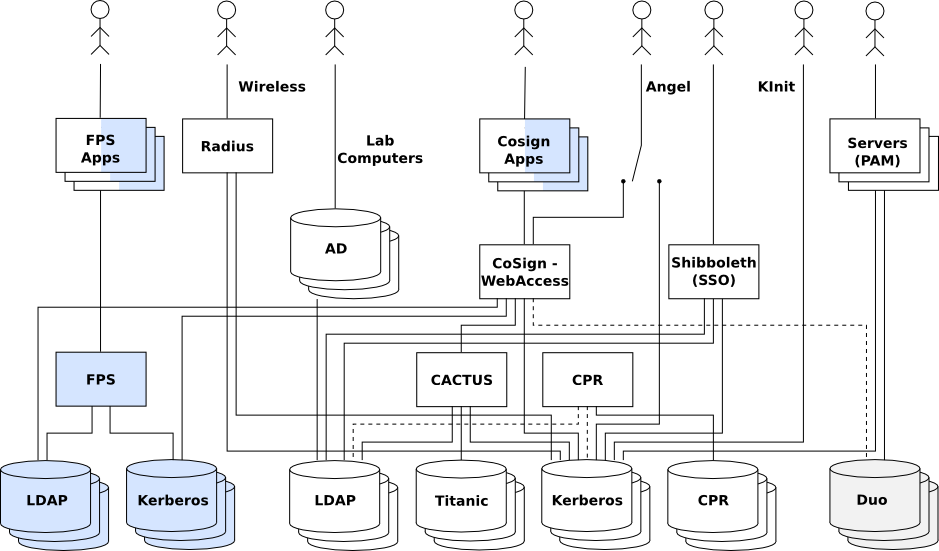 Wireless
Angel
KInit
FPS
Apps
Radius
Lab
Computers
Cosign
Apps
Servers
(PAM)
AD
CoSign -
WebAccess
Shibboleth
(SSO)
FPS
CACTUS
CPR
LDAP
Kerberos
LDAP
Titanic
Kerberos
CPR
Duo